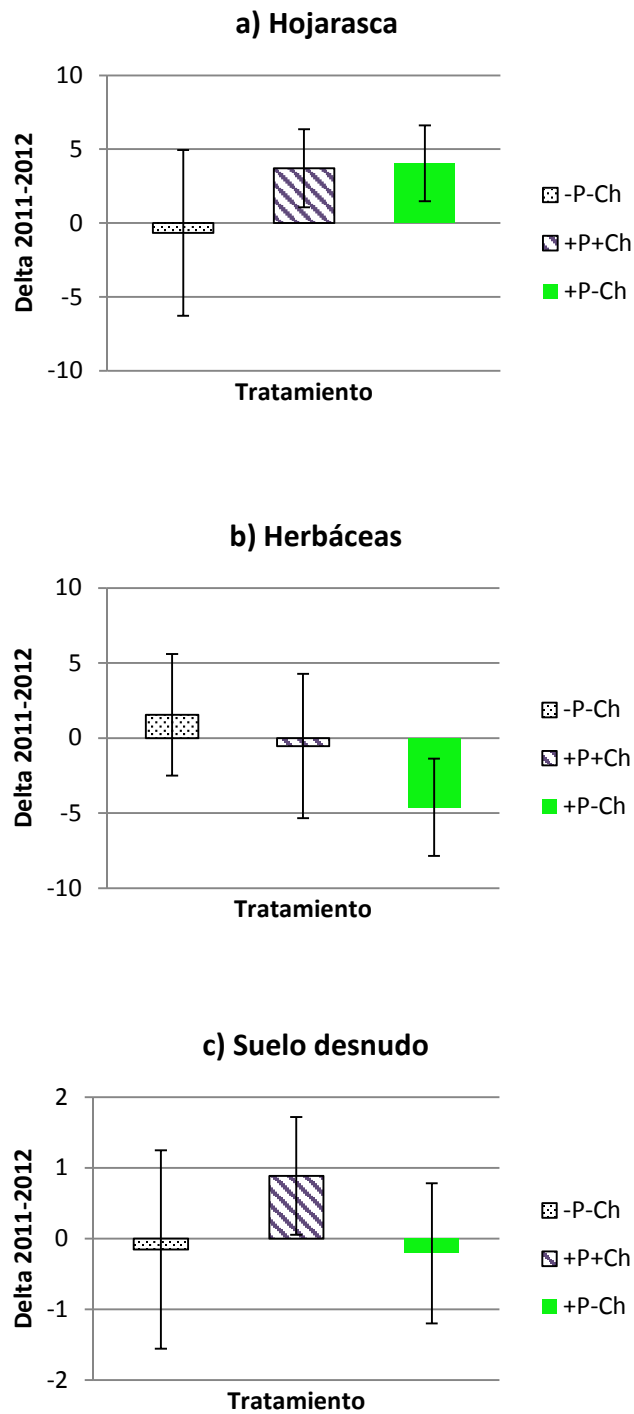 a) Hojarasca
10
5
0
-5
-10
Delta 2011-2012
Tratamiento
-P-Ch
+P+Ch
+P-Ch
b) Herbáceas
10
5
0
-5
-10
Delta 2011-2012
Tratamiento
-P-Ch
+P+Ch
+P-Ch
c) Suelo desnudo
2
1
0
-1
-2
Delta 2011-2012
Tratamiento
-P-Ch
+P+Ch
+P-Ch